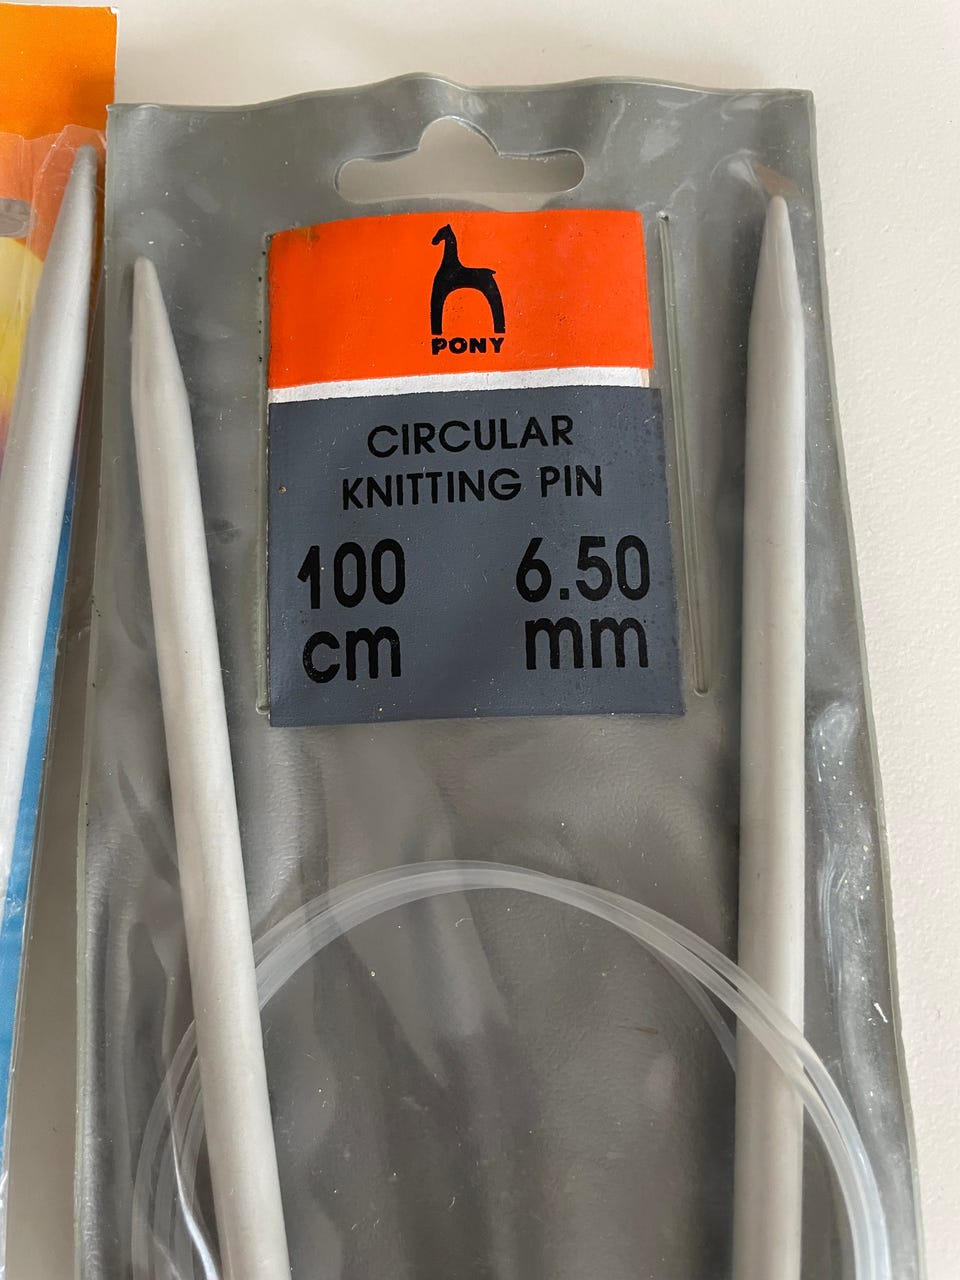 PONY
CIRCULAR
KNITTING PIN
100 6.50
cm mm